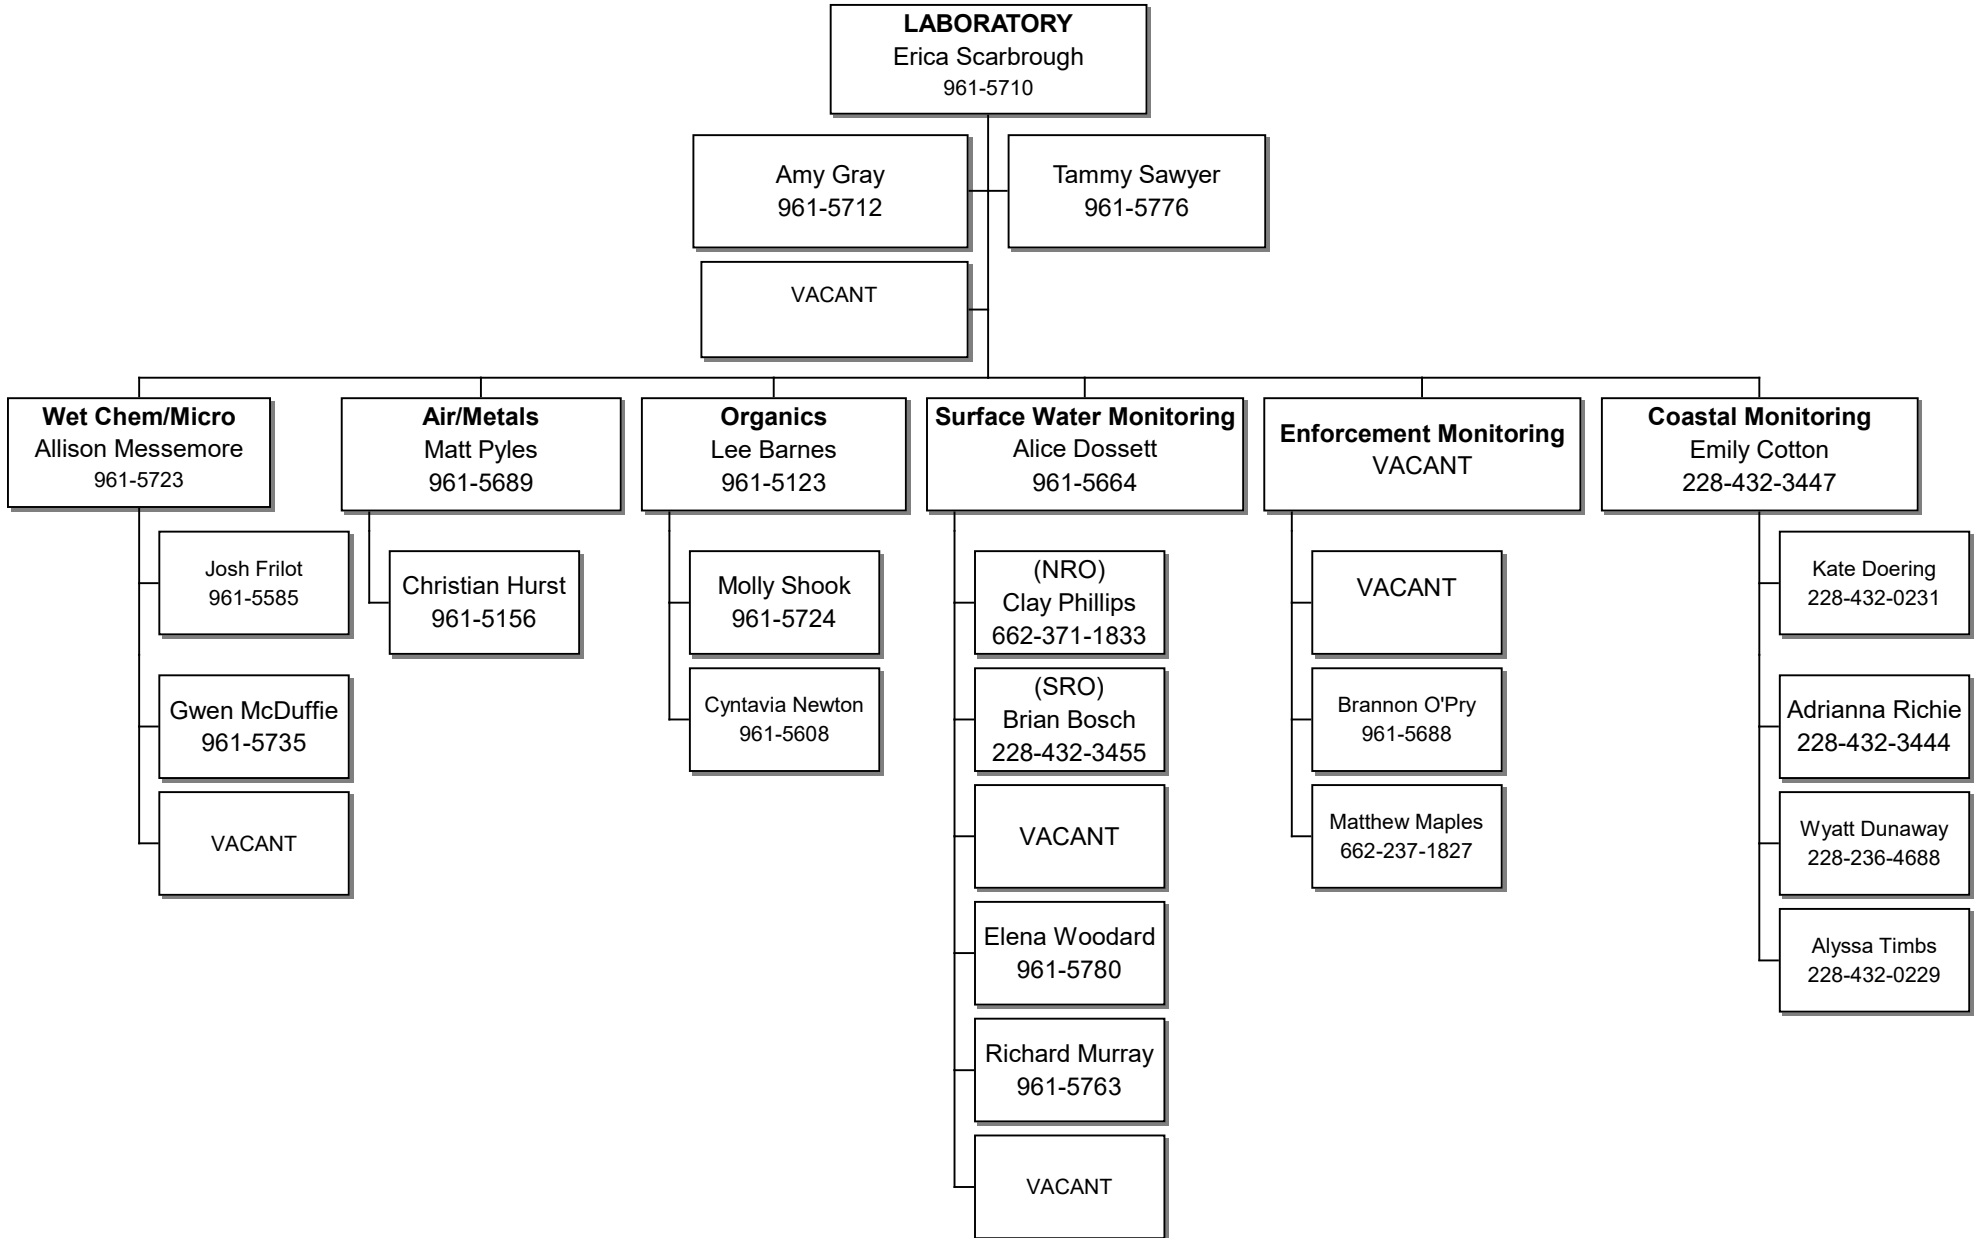 LABORATORY
Erica Scarbrough
961-5710
Amy Gray
961-5712
Tammy Sawyer
961-5776
VACANT
Wet Chem/Micro
Allison Messemore
961-5723
Josh Frilot
961-5585
Gwen McDuffie
961-5735
VACANT
Air/Metals
Matt Pyles
961-5689
Christian Hurst
961-5156
Organics
Lee Barnes
961-5123
Molly Shook
961-5724
Cyntavia Newton
961-5608
Surface Water Monitoring
Alice Dossett
961-5664
(NRO)
Clay Phillips
662-371-1833
(SRO)
Brian Bosch
228-432-3455
VACANT
Elena Woodard
961-5780
Richard Murray
961-5763
VACANT
Enforcement Monitoring
VACANT
VACANT
Brannon O'Pry
961-5688
Matthew Maples
662-237-1827
Coastal Monitoring
Emily Cotton
228-432-3447
Kate Doering
228-432-0231
Adrianna Richie
228-432-3444
Wyatt Dunaway
228-236-4688
Alyssa Timbs
228-432-0229